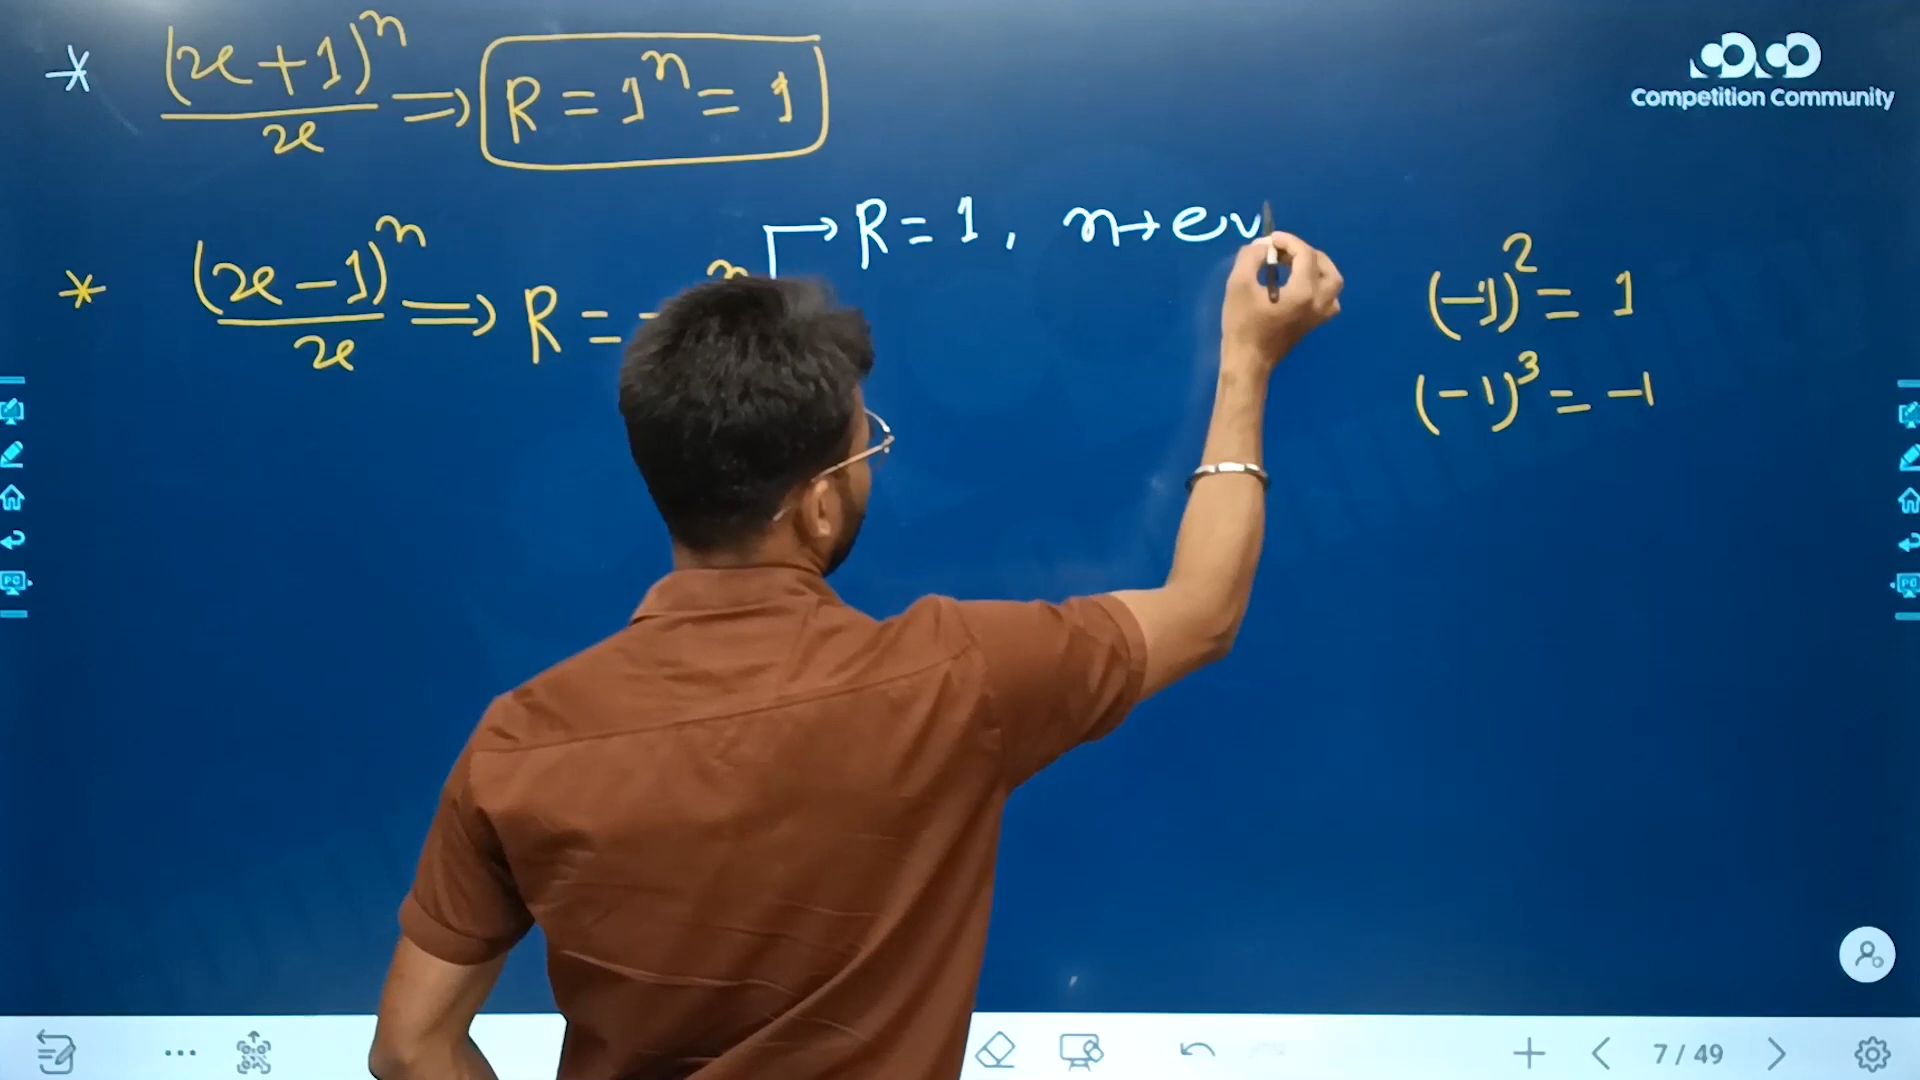 * (x+1)^n / x ⇒ R = 1^n = 1
Competition Community
→ R = 1, n → ev
* (x-1)^n / x ⇒ R = - n
(-1)^2 = 1
(-1)^3 = -1
7 / 49